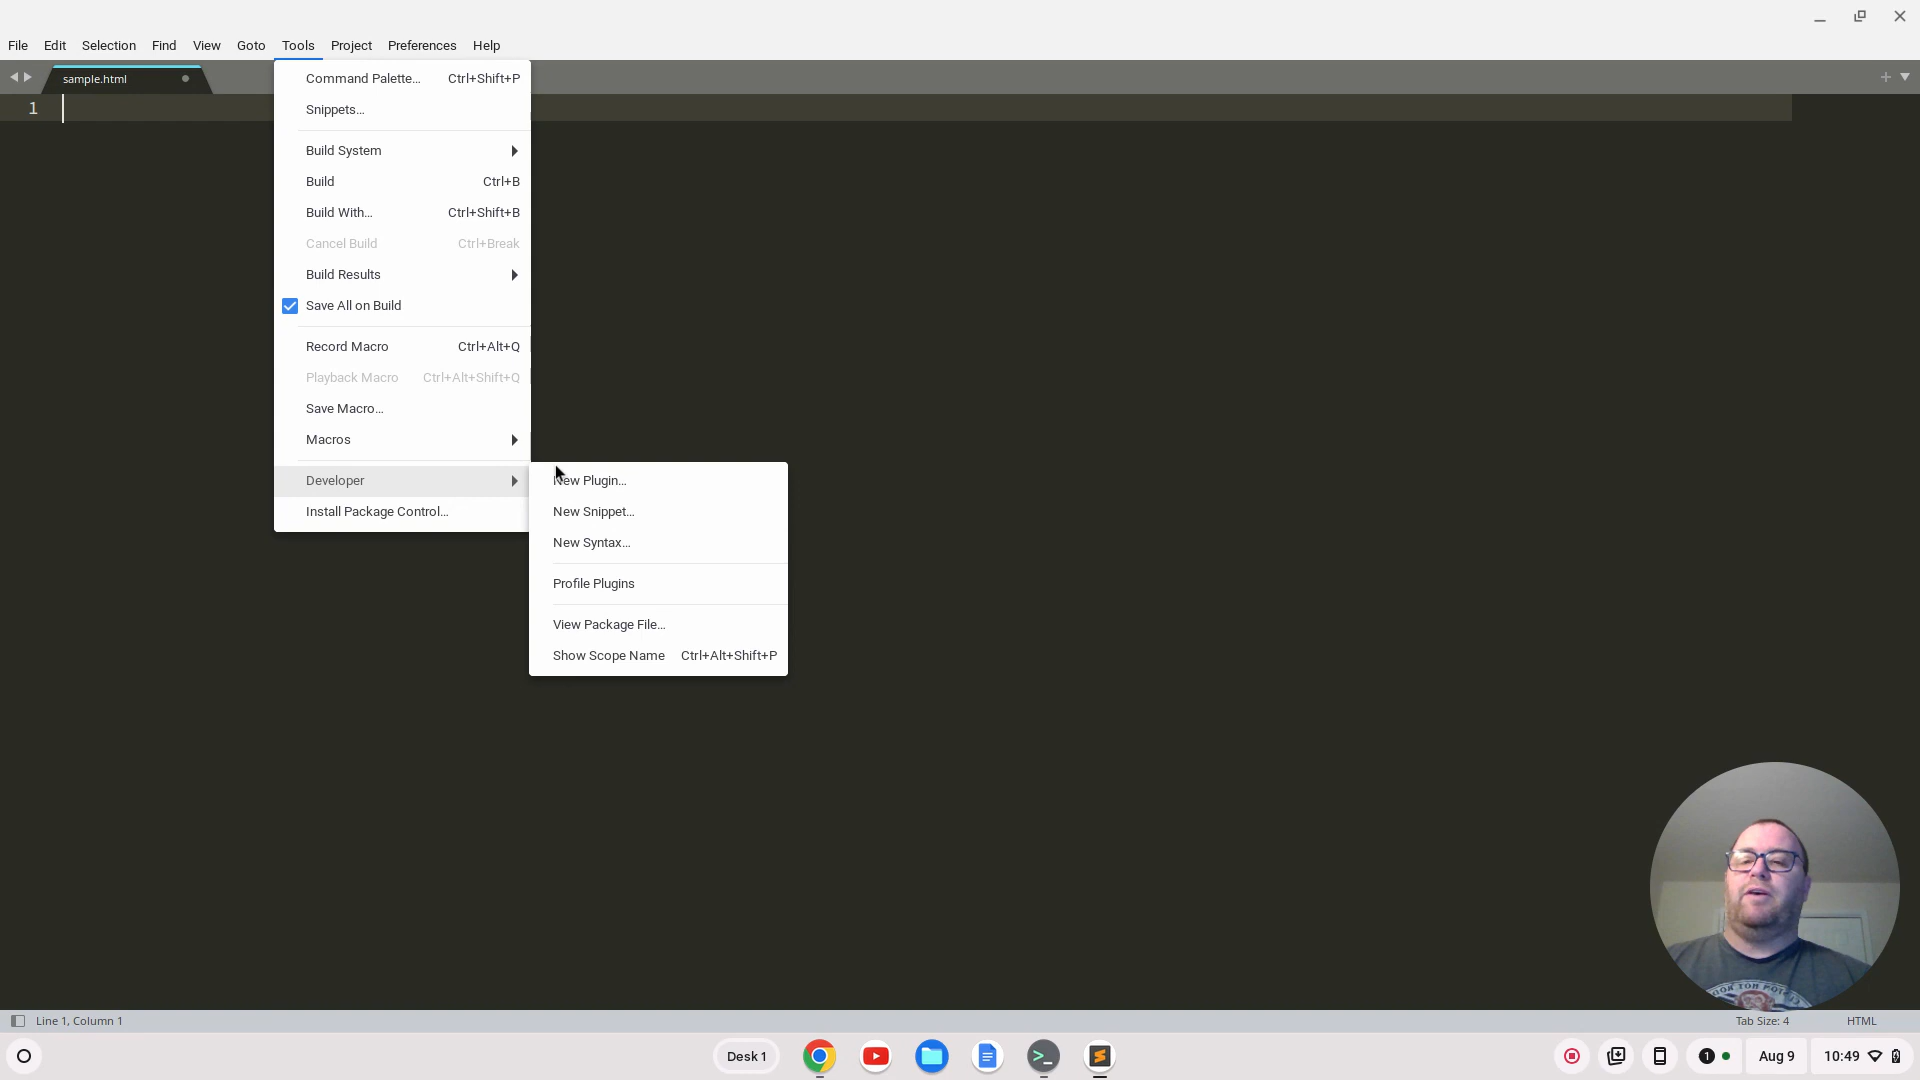 File Edit Selection Find View Goto Tools Project Preferences Help
sample.html
1
Command Palette... Ctrl+Shift+P
Snippets...
Build System
Build Ctrl+B
Build With... Ctrl+Shift+B
Cancel Build Ctrl+Break
Build Results
Save All on Build
Record Macro Ctrl+Alt+Q
Playback Macro Ctrl+Alt+Shift+Q
Save Macro...
Macros
Developer
Install Package Control...
New Plugin...
New Snippet...
New Syntax...
Profile Plugins
View Package File...
Show Scope Name Ctrl+Alt+Shift+P
Line 1, Column 1
Tab Size: 4 HTML
Desk 1
1
Aug 9
10:49